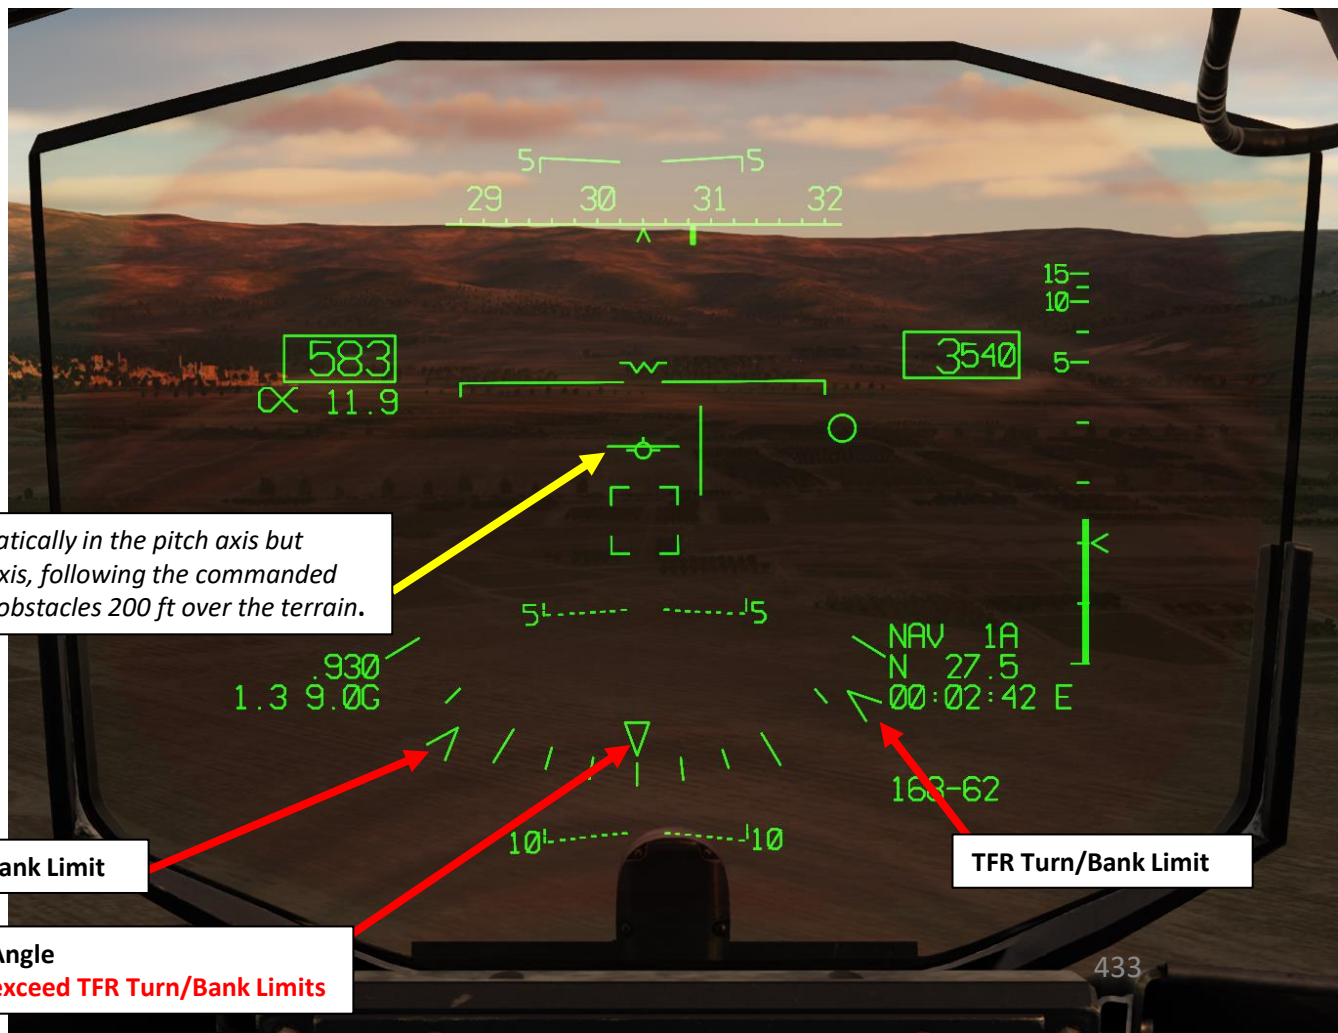 5 5
29 30 31 32
15
10
583
3540
5
α 11.9
atically in the pitch axis but
xis, following the commanded
obstacles 200 ft over the terrain.
5 5
.930
NAV 1A
N 27.5
1.3 9.0G
00:02:42 E
168-62
10 10
ank Limit
TFR Turn/Bank Limit
Angle
exceed TFR Turn/Bank Limits
433